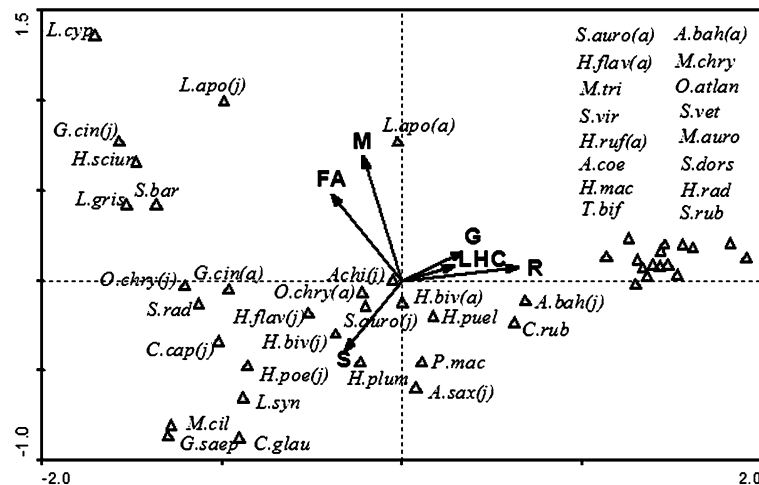 1.5
L.cyp
S.auro(a) A.bah(a)
H.flav(a) M.chry
L.apo(j)
M.tri O.atlan
S.vir S.vet
G.cin(j) L.apo(a)
M
H.ruf(a) M.auro
H.sciur
A.coe S.dors
FA
L.gris S.bar
H.mac H.rad
T.bif S.rub
G
LHC
R
O.chry(j) G.cin(a) Achi(j)
O.chry(a) H.biv(a) A.bah(j)
S.rad H.flav(j) S.auro(j) H.puel
C.rub
C.cap(j) H.biv(j)
S
H.poe(j) H.plum P.mac
L.syn A.sax(j)
M.cil
G.saep C.glau
-1.0
-2.0 2.0